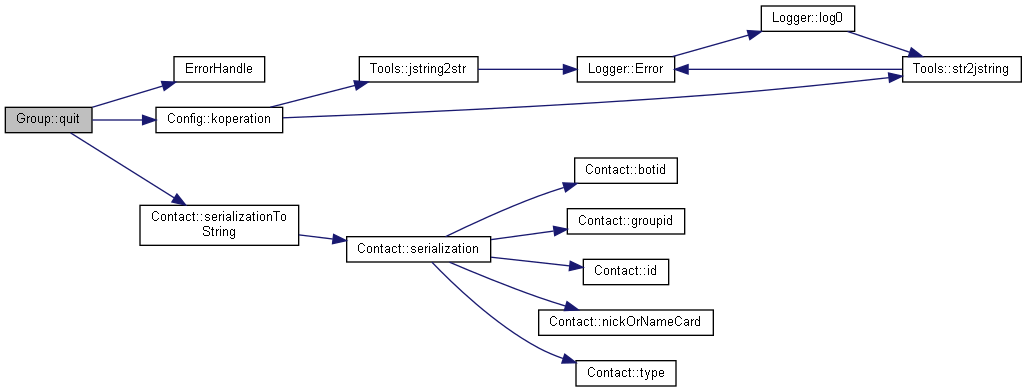 Logger::log0
ErrorHandle
Tools::jstring2str
Logger::Error
Tools::str2jstring
Group::quit
Config::koperation
Contact::botid
Contact::serializationTo
String
Contact::groupid
Contact::serialization
Contact::id
Contact::nickOrNameCard
Contact::type